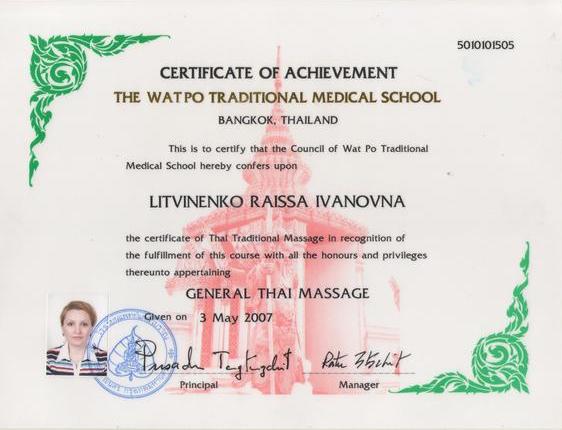 5010101505
CERTIFICATE OF ACHIEVEMENT
THE WATPO TRADITIONAL MEDICAL SCHOOL
BANGKOK, THAILAND
This is to certify that the Council of Wat Po Traditional
Medical School hereby confers upon
LITVINENKO RAISSA IVANOVNA
the certificate of Thai Traditional Massage in recognition of
the fulfillment of this course with all the honours and privileges
thereunto appertaining
GENERAL THAI MASSAGE
Given on 3 May 2007
Principal Manager